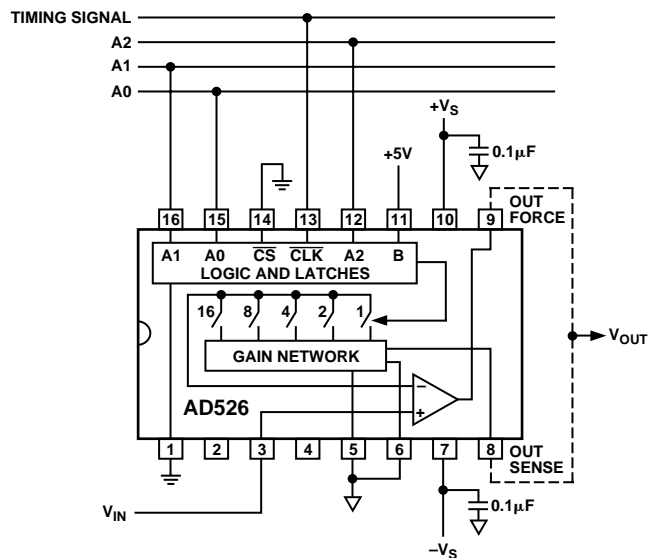 TIMING SIGNAL
A2
A1
A0
+VS
+5V
0.1µF
OUT
FORCE
16 15 14 13 12 11 10 9
A1 A0 CS CLK A2 B
LOGIC AND LATCHES
16 8 4 2 1
GAIN NETWORK
VOUT
−
+
AD526
1 2 3 4 5 6 7 8
OUT
SENSE
VIN
0.1µF
–VS